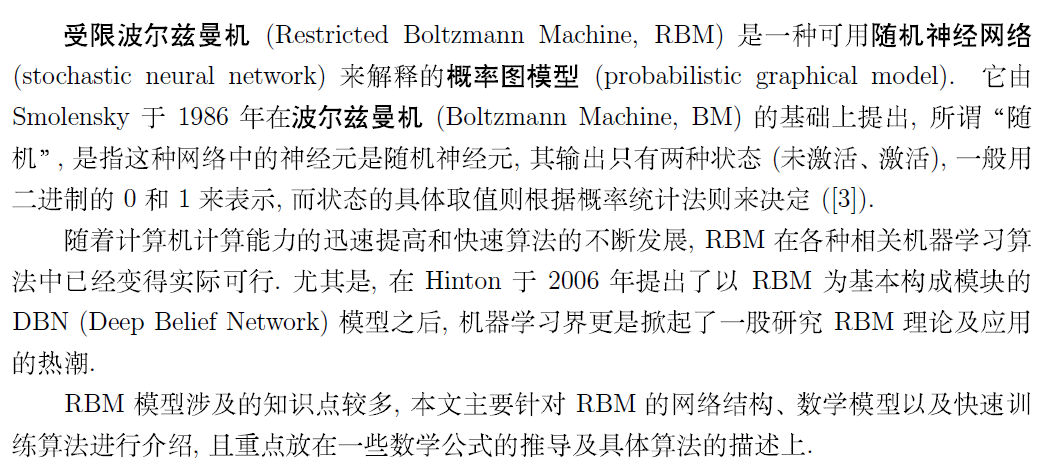 受限波尔兹曼机 (Restricted Boltzmann Machine, RBM) 是一种可用随机神经网络
(stochastic neural network) 来解释的概率图模型 (probabilistic graphical model). 它由
Smolensky 于 1986 年在波尔兹曼机 (Boltzmann Machine, BM) 的基础上提出, 所谓 “随
机”, 是指这种网络中的神经元是随机神经元, 其输出只有两种状态 (未激活、激活), 一般用
二进制的 0 和 1 来表示, 而状态的具体取值则根据概率统计法则来决定 ([3]).
随着计算机计算能力的迅速提高和快速算法的不断发展, RBM 在各种相关机器学习算
法中已经变得实际可行. 尤其是, 在 Hinton 于 2006 年提出了以 RBM 为基本构成模块的
DBN (Deep Belief Network) 模型之后, 机器学习界更是掀起了一股研究 RBM 理论及应用
的热潮.
RBM 模型涉及的知识点较多, 本文主要针对 RBM 的网络结构、数学模型以及快速训
练算法进行介绍, 且重点放在一些数学公式的推导及具体算法的描述上.